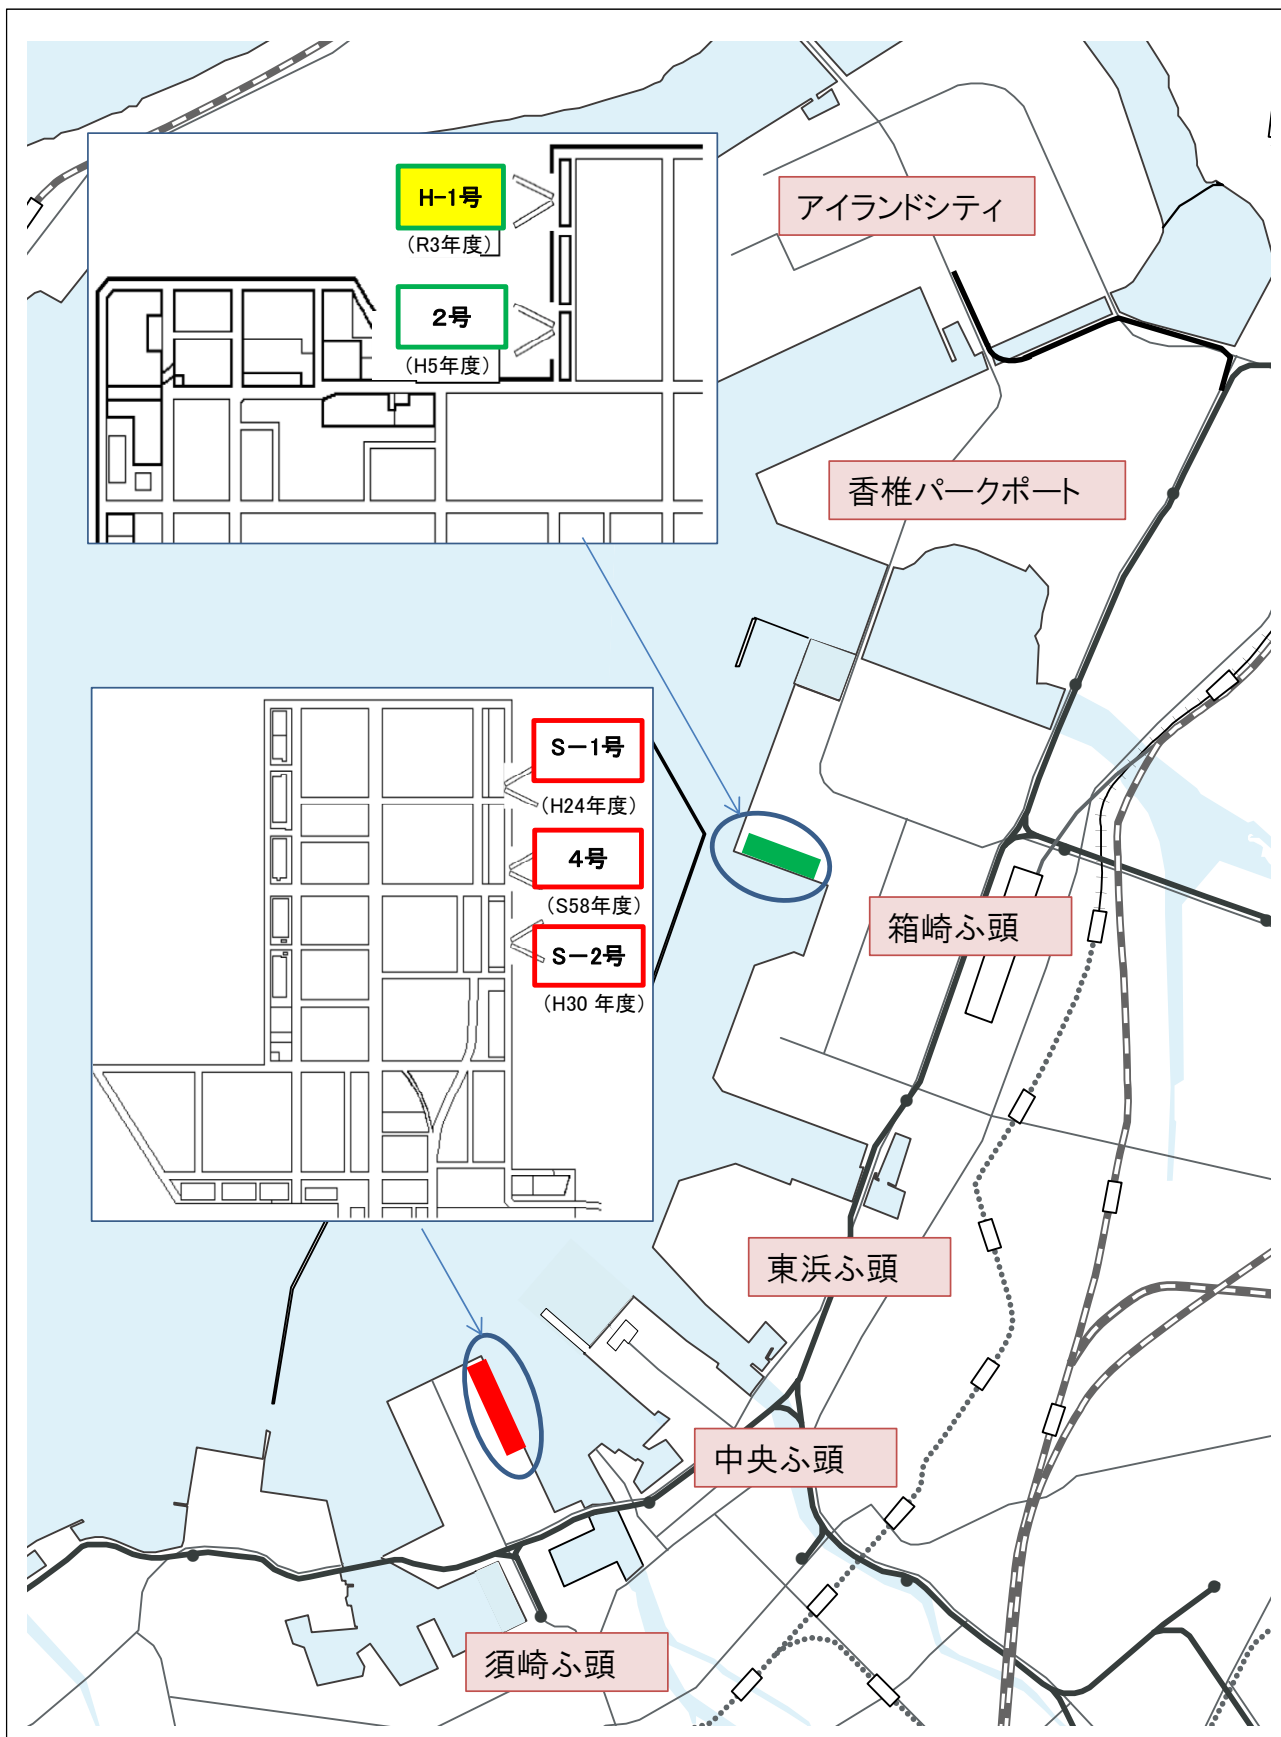 アイランドシティ
H-1号
(R3年度)
2号
(H5年度)
香椎パークポート
S－1号
(H24年度)
4号
(S58年度)
S－2号
(H30 年度)
箱崎ふ頭
東浜ふ頭
中央ふ頭
須崎ふ頭